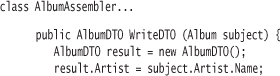 class AlbumAssembler...
public AlbumDTO WriteDTO (Album subject) {
AlbumDTO result = new AlbumDTO();
result.Artist = subject.Artist.Name;